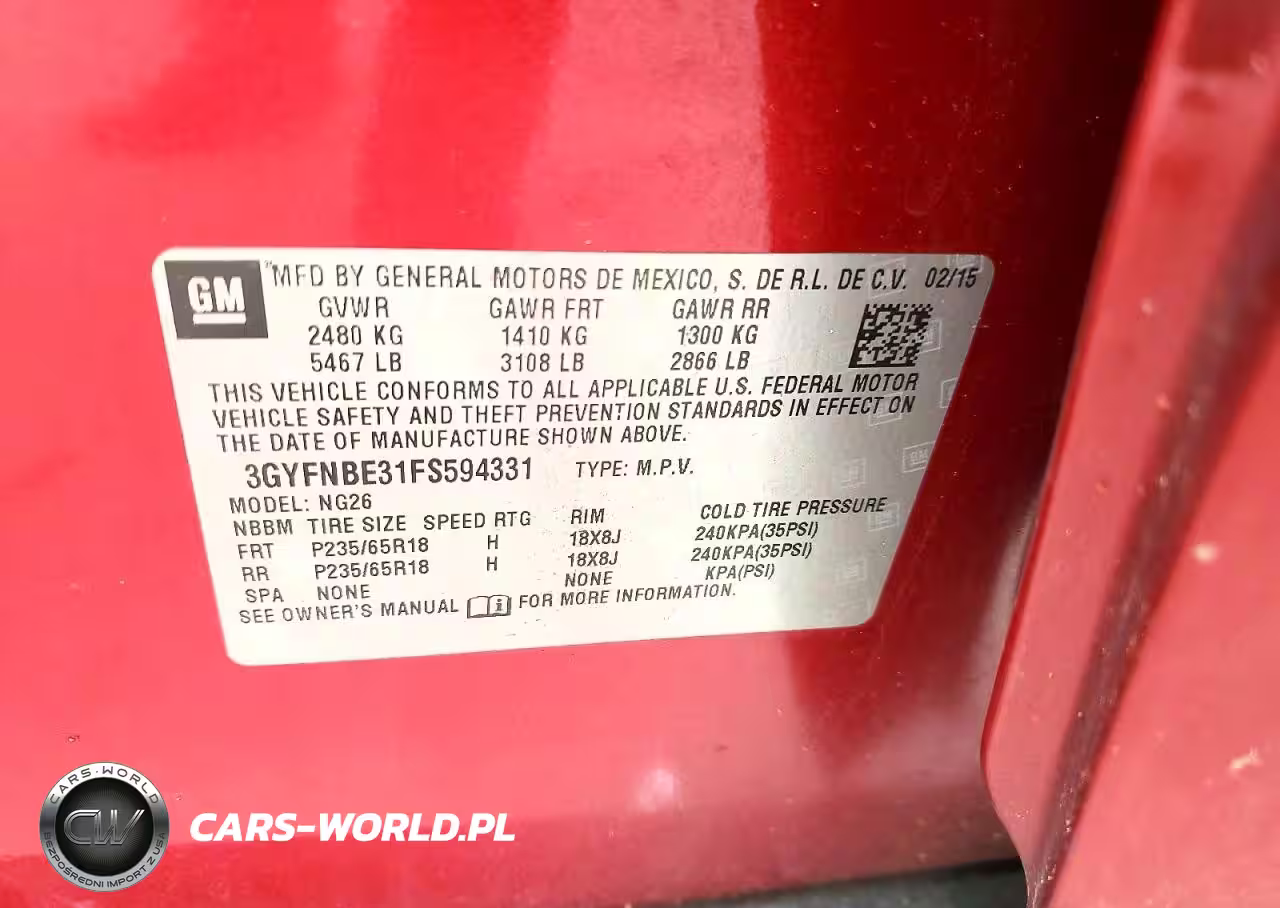 GM
MFD BY GENERAL MOTORS DE MEXICO, S. DE R.L. DE C.V. 02/15
GVWR GAWR FRT GAWR RR
2480 KG 1410 KG 1300 KG
5467 LB 3108 LB 2866 LB
THIS VEHICLE CONFORMS TO ALL APPLICABLE U.S. FEDERAL MOTOR
VEHICLE SAFETY AND THEFT PREVENTION STANDARDS IN EFFECT ON
THE DATE OF MANUFACTURE SHOWN ABOVE.
3GYFNBE31FS594331 TYPE: M.P.V.
MODEL: NG26
NBBM TIRE SIZE SPEED RTG RIM COLD TIRE PRESSURE
FRT P235/65R18 H 18X8J 240KPA(35PSI)
RR P235/65R18 H 18X8J 240KPA(35PSI)
SPA NONE NONE KPA(PSI)
SEE OWNER'S MANUAL FOR MORE INFORMATION.
CARS-WORLD
CW
BEZPOŚREDNI IMPORT Z USA
CARS-WORLD.PL